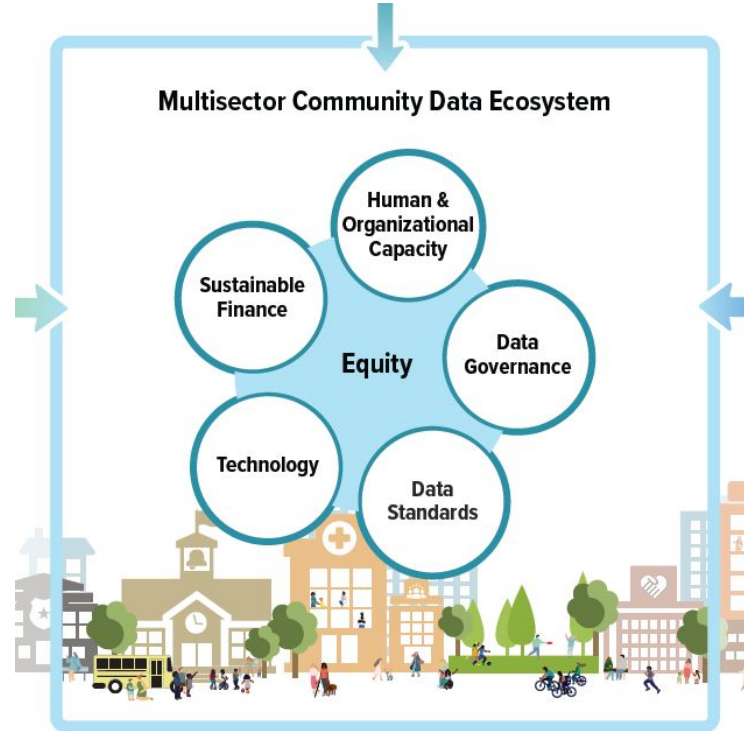 Multisector Community Data Ecosystem
Human &
Organizational
Capacity
Sustainable
Finance
Data
Governance
Equity
Technology
Data
Standards